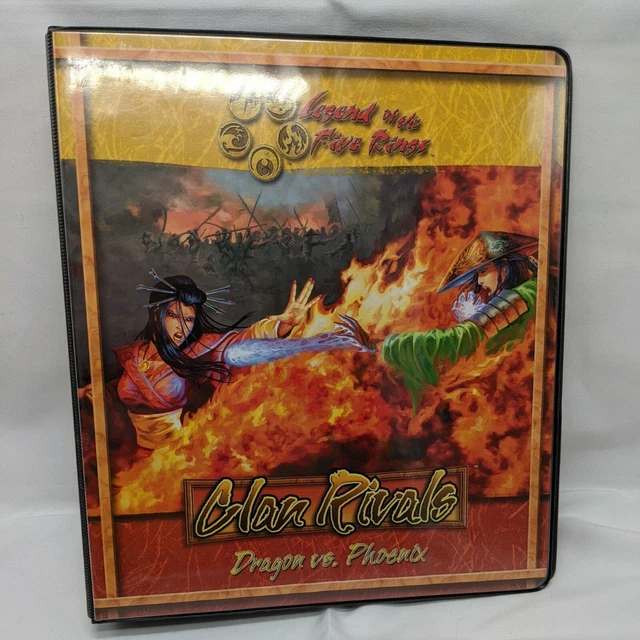 Legend of the
Five Rings
Clan Rivals
Dragon vs. Phoenix